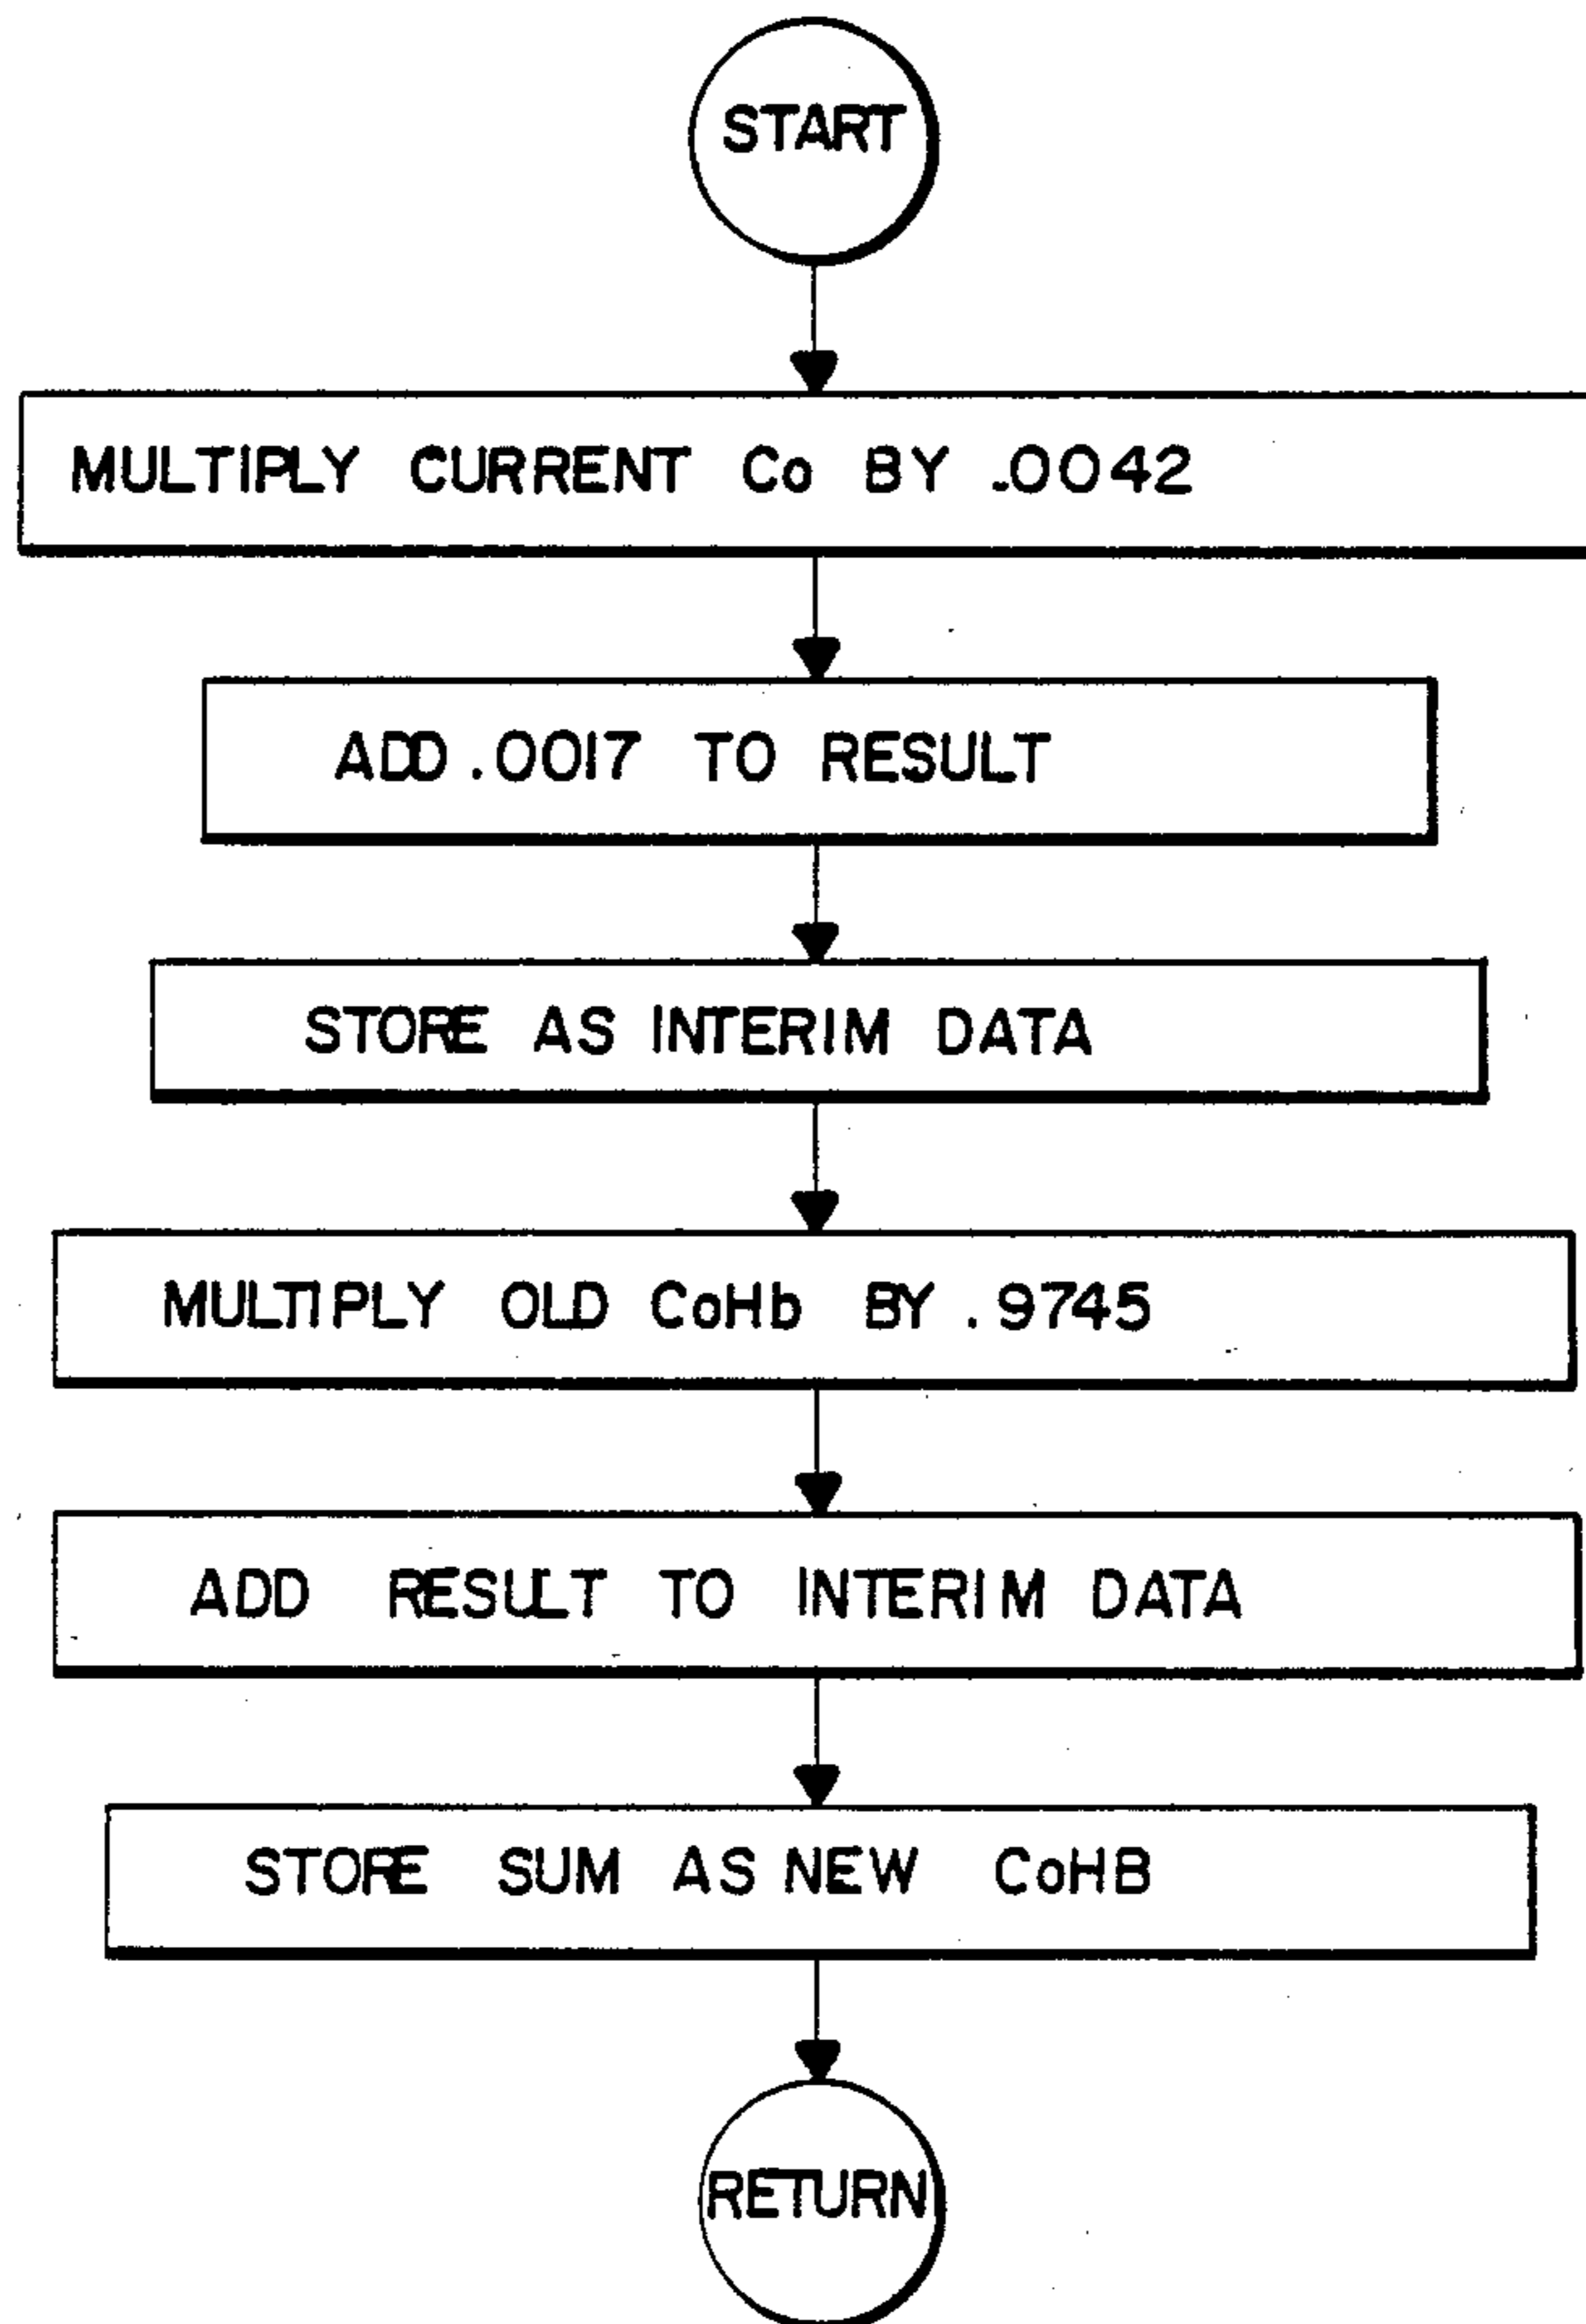 START
MULTIPLY CURRENT Co BY .0042
ADD .0017 TO RESULT
STORE AS INTERIM DATA
MULTIPLY OLD CoHb BY .9745
ADD RESULT TO INTERIM DATA
STORE SUM AS NEW CoHB
RETURN